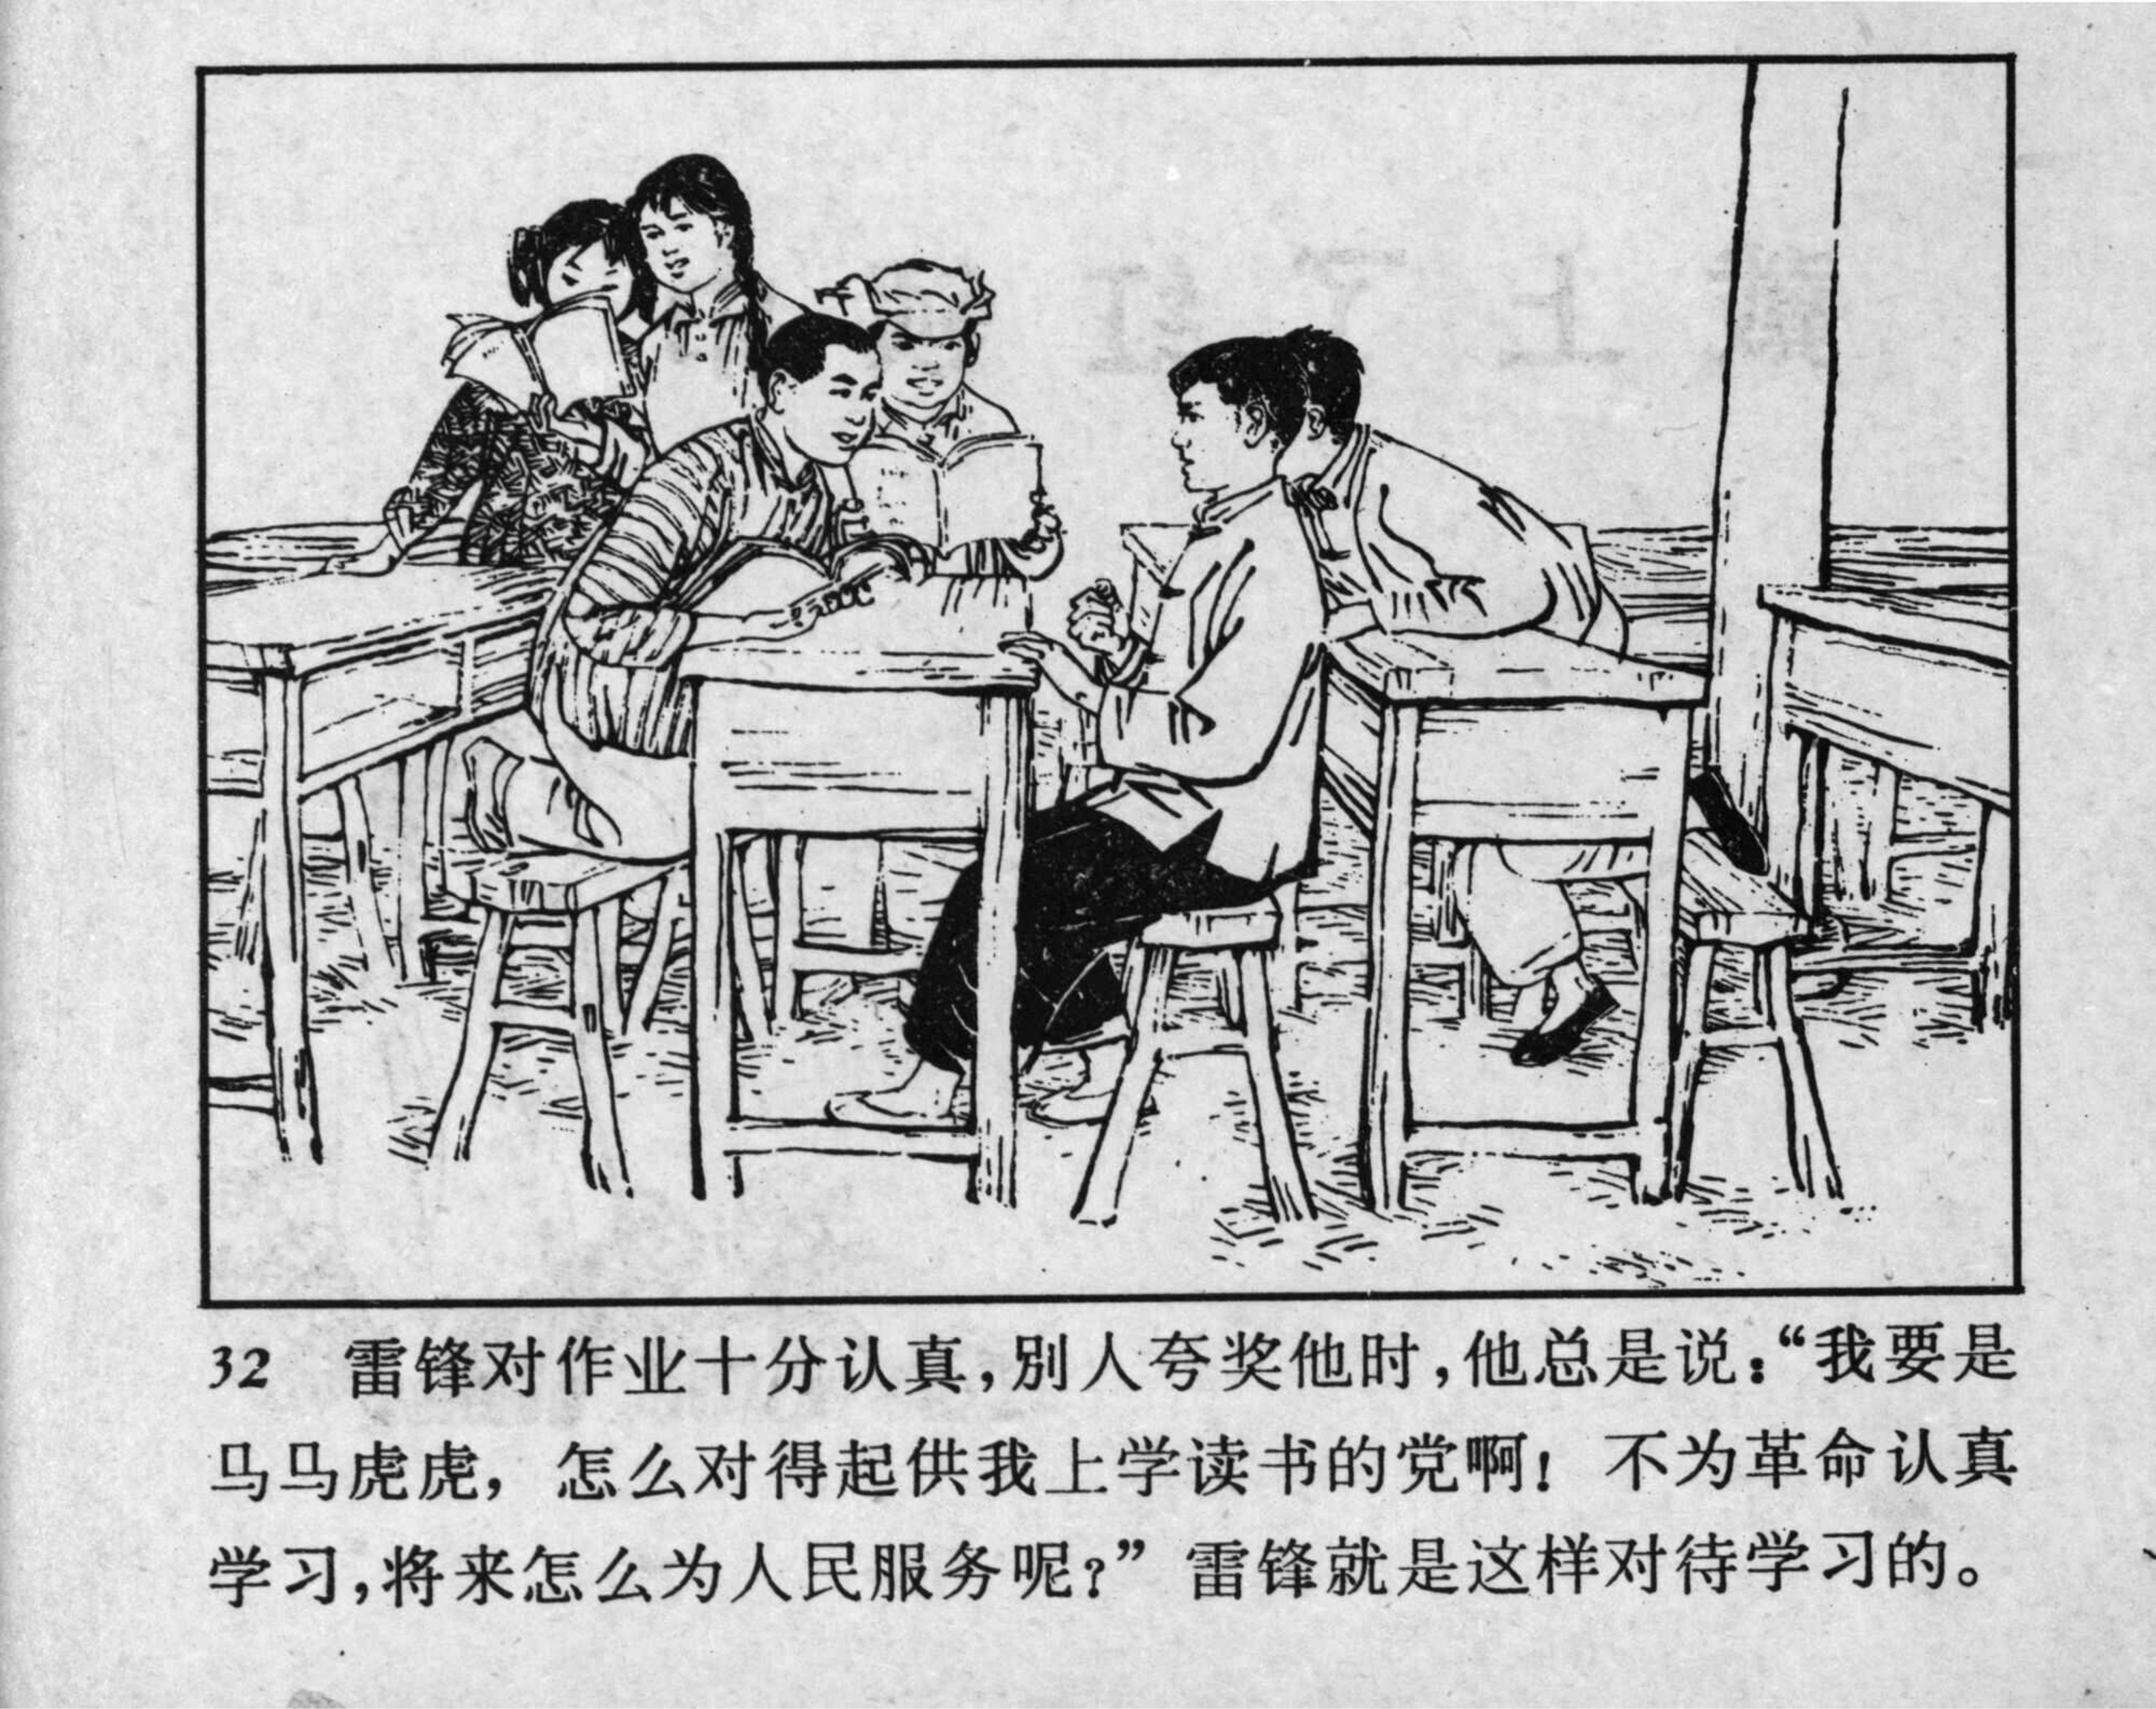 32 雷锋对作业十分认真，别人夸奖他时，他总是说：“我要是
马马虎虎，怎么对得起供我上学读书的党啊！不为革命认真
学习，将来怎么为人民服务呢？”雷锋就是这样对待学习的。